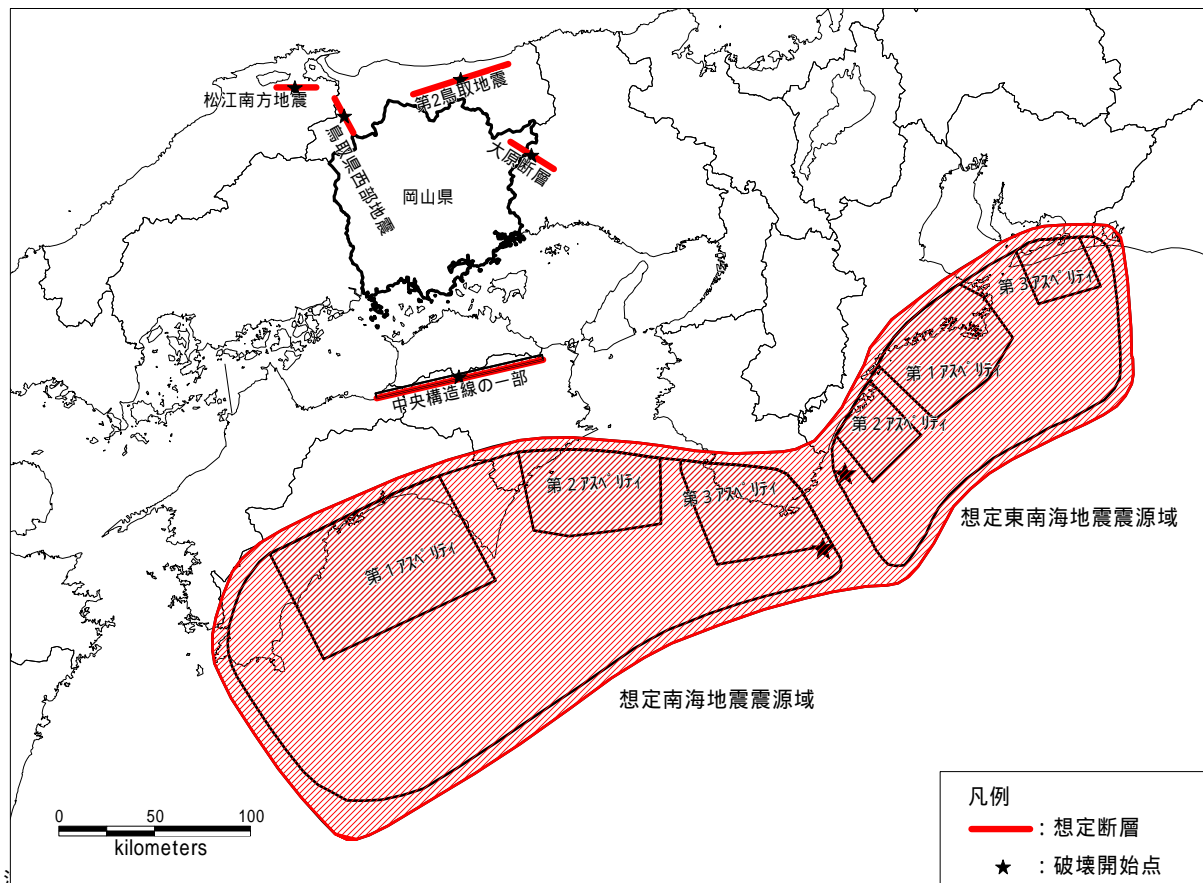 松江南方地震
第2鳥取地震
鳥取県西部地震
大原断層
岡山県
第3アスペリティ
第1アスペリティ
第2アスペリティ
中央構造線の一部
第2アスペリティ
第3アスペリティ
第1アスペリティ
想定東南海地震震源域
想定南海地震震源域
0 50 100
kilometers
凡例
:想定断層
:破壊開始点